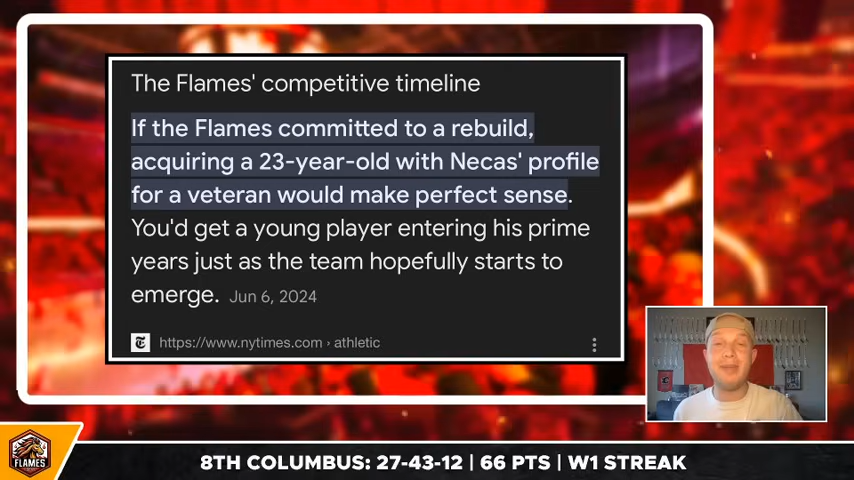 The Flames' competitive timeline
If the Flames committed to a rebuild,
acquiring a 23-year-old with Necas' profile
for a veteran would make perfect sense.
You'd get a young player entering his prime
years just as the team hopefully starts to
emerge. Jun 6, 2024
https://www.nytimes.com › athletic
FLAMES
8TH COLUMBUS: 27-43-12 | 66 PTS | W1 STREAK